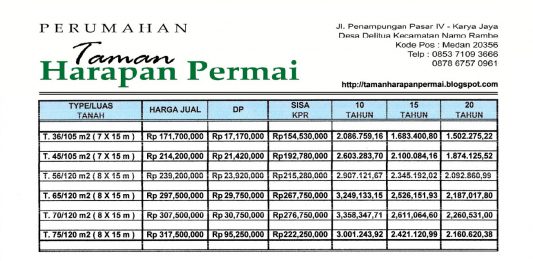 PERUMAHAN
Taman
Harapan Permai
Jl. Penampungan Pasar IV - Karya Jaya
Desa Delitua Kecamatan Namo Rambe
Kode Pos : Medan 20356
Telp : 0853 7109 3666
0878 6757 0961
http://tamanharapanpermai.blogspot.com
TYPE/LUAS TANAH HARGA JUAL DP SISA KPR 10 TAHUN 15 TAHUN 20 TAHUN
T. 36/105 m2 ( 7 X 15 m ) Rp 171,700,000 Rp 17,170,000 Rp154,530,000 2.086.759,16 1.683.400,80 1.502.275,22
T. 45/105 m2 ( 7 X 15 m ) Rp 214,200,000 Rp 21,420,000 Rp192,780,000 2.603.283,70 2.100.084,16 1.874.125,52
T. 56/120 m2 ( 8 X 15 m ) Rp 239,200,000 Rp 23,920,000 Rp215,280,000 2.907.121,67 2.345.192,02 2.092.860,99
T. 65/120 m2 ( 8 X 15 m ) Rp 297,500,000 Rp 29,750,000 Rp267,750,000 3,249,133,15 2,526,151,93 2,187,017,80
T. 70/120 m2 ( 8 X 15 m ) Rp 307,500,000 Rp 30,750,000 Rp276,750,000 3,358,347,71 2,611,064,60 2,260,531,00
T. 75/120 m2 ( 8 X 15 m ) Rp 317,500,000 Rp 95,250,000 Rp222,250,000 3.001.243,92 2.421.120,99 2.160.620,38